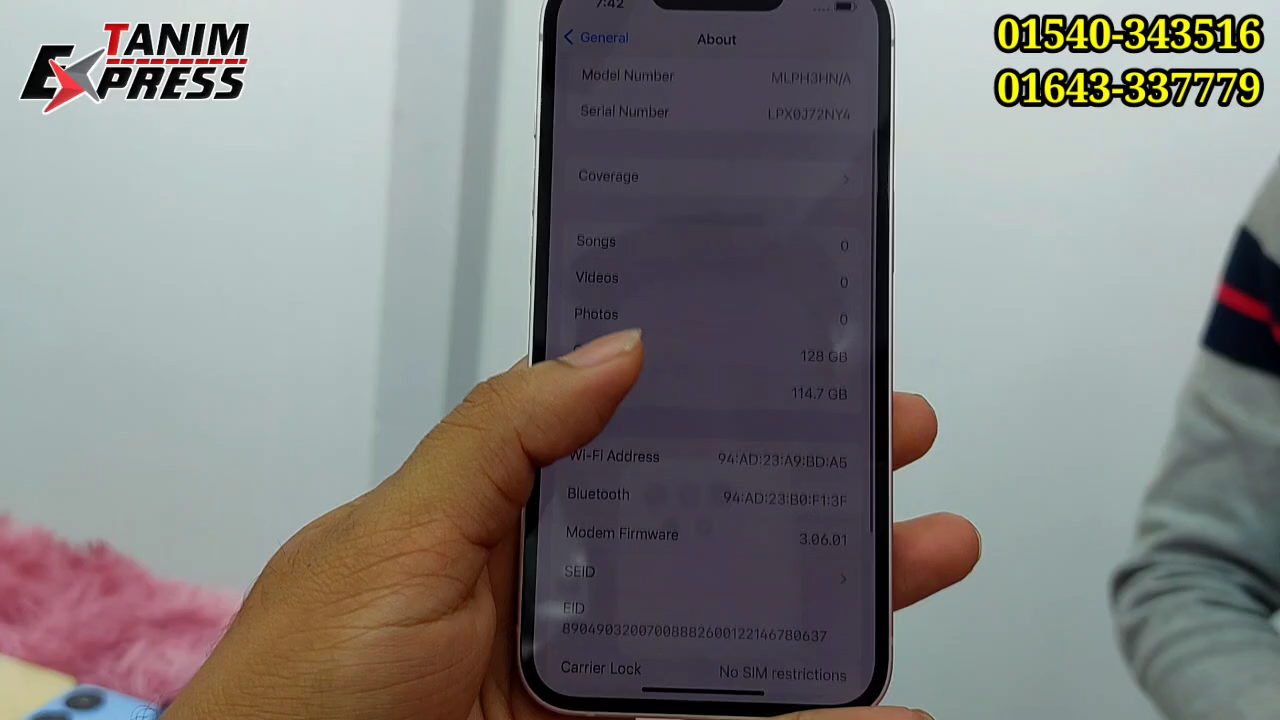 TANIM
EXPRESS
01540-343516
01643-337779
7:42
General
About
Model Number MLPH3HN/A
Serial Number LPX0J72NY4
Coverage
Songs 0
Videos 0
Photos 0
128 GB
114.7 GB
Wi-Fi Address 94:AD:23:A9:BD:A5
Bluetooth 94:AD:23:B0:F1:3F
Modem Firmware 3.06.01
SEID
EID
89049032007008882600122146780637
Carrier Lock No SIM restrictions